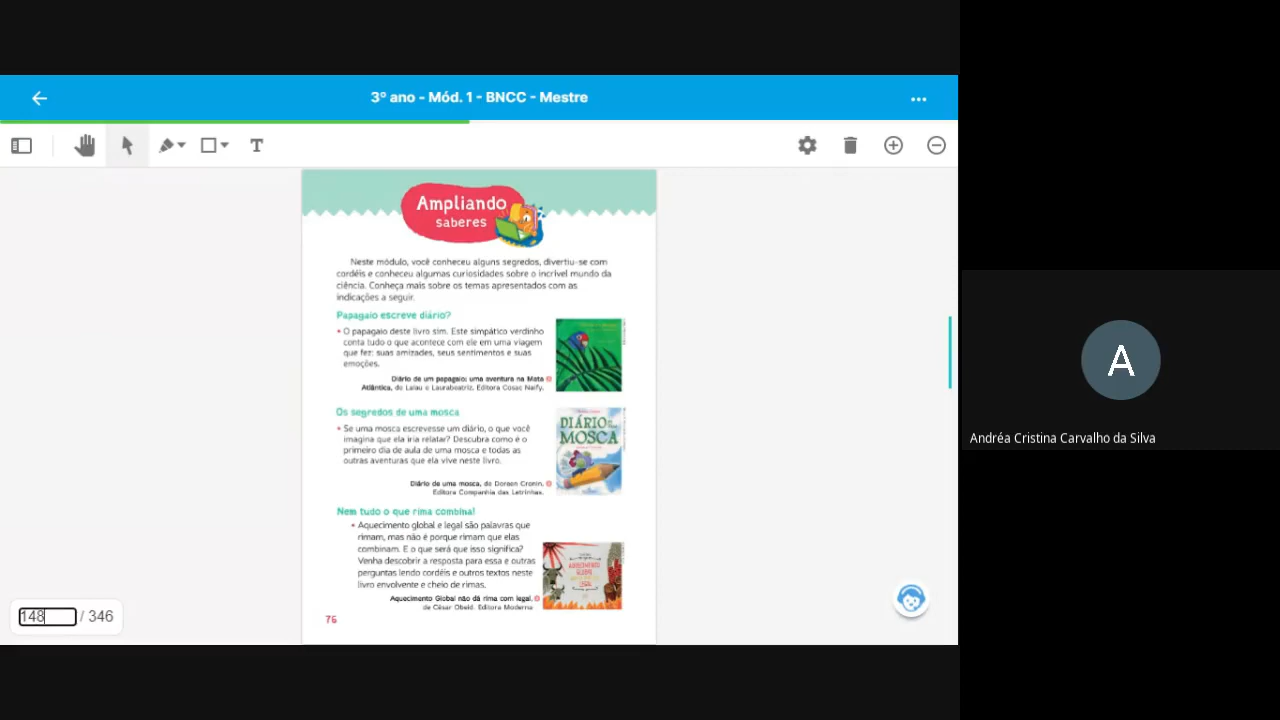 3º ano - Mód. 1 - BNCC - Mestre
T
Ampliando
saberes
Neste módulo, você conheceu alguns segredos, divertiu-se com
cordéis e conheceu algumas curiosidades sobre o incrível mundo da
ciência. Conheça mais sobre os temas apresentados com as
indicações a seguir.
Papagaio escreve diário?
• O papagaio deste livro sim. Este simpático verdinho
conta tudo o que acontece com ele em uma viagem
que fez: suas amizades, seus sentimentos e suas
emoções.
Diário de um papagaio: uma aventura na Mata
Atlântica, de Lalau e Laurabeatriz. Editora Cosac Naify.
Os segredos de uma mosca
• Se uma mosca escrevesse um diário, o que você
imagina que ela iria relatar? Descubra como é o
primeiro dia de aula de uma mosca e todas as
outras aventuras que ela vive neste livro.
DIÁRIO
MOSCA
Diário de uma mosca, de Doreen Cronin.
Editora Companhia das Letrinhas.
Nem tudo o que rima combina!
• Aquecimento global e legal são palavras que
rimam, mas não é porque rimam que elas
combinam. E o que será que isso significa?
Venha descobrir a resposta para essa e outras
perguntas lendo cordéis e outros textos neste
livro envolvente e cheio de rimas.
AQUECIMENTO
GLOBAL
Aquecimento Global não dá rima com legal,
de César Obeid. Editora Moderna
76
148 / 346
A
Andréa Cristina Carvalho da Silva